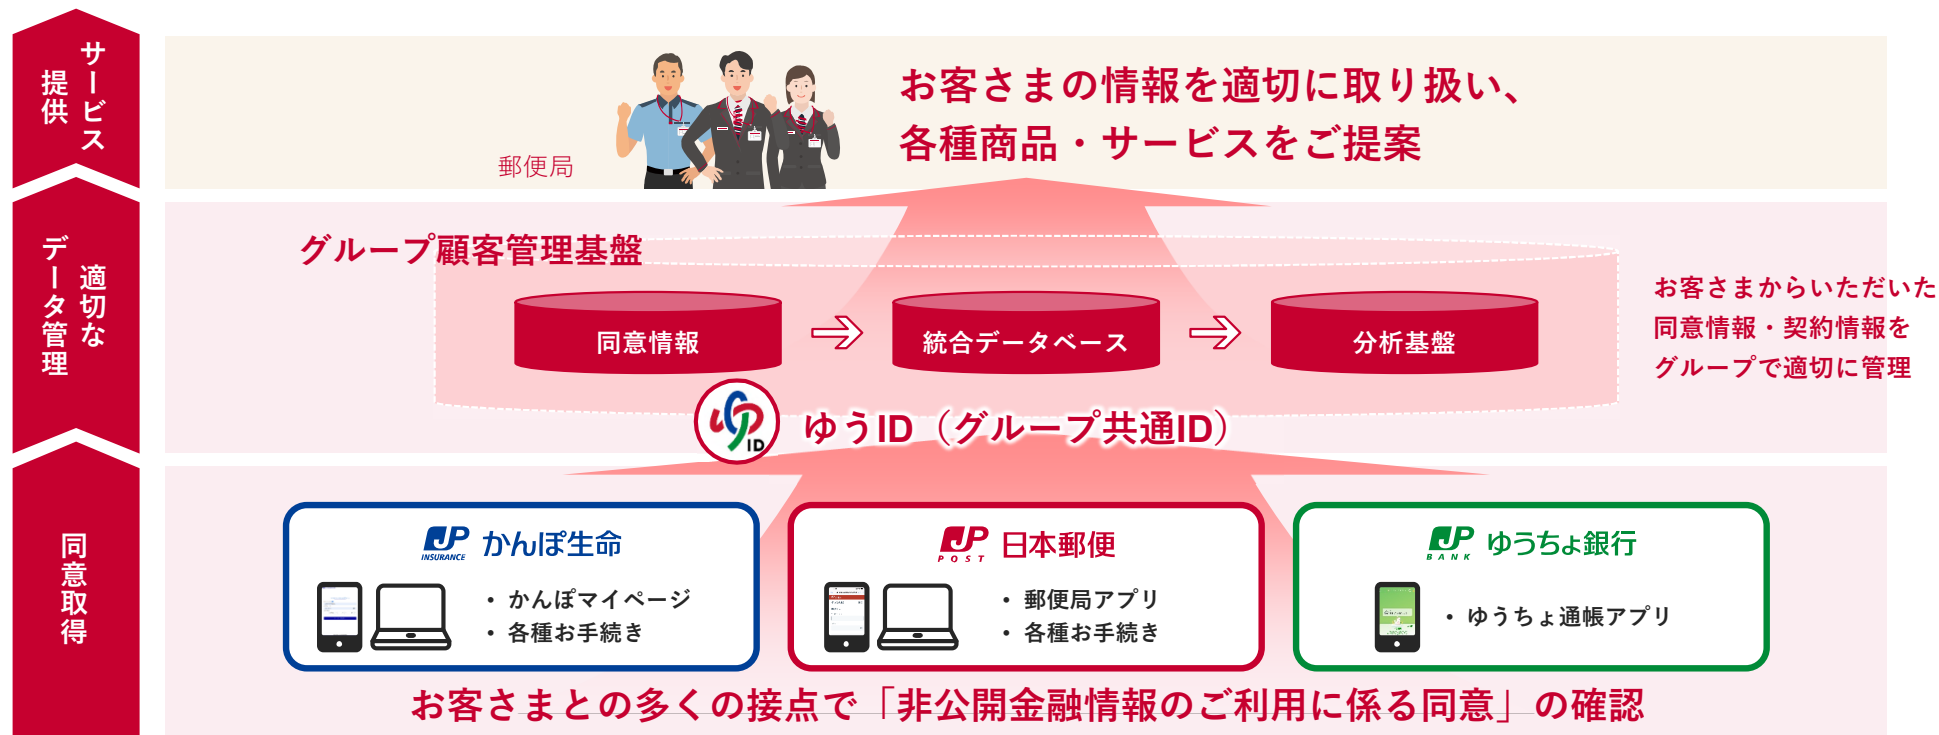 サービス
提供
郵便局
お客さまの情報を適切に取り扱い、
各種商品・サービスをご提案
適切な
データ管理
グループ顧客管理基盤
同意情報
統合データベース
分析基盤
お客さまからいただいた
同意情報・契約情報を
グループで適切に管理
ID
ゆうID（グループ共通ID）
同意取得
JP INSURANCE かんぽ生命
・かんぽマイページ
・各種お手続き
JP POST 日本郵便
・郵便局アプリ
・各種お手続き
JP BANK ゆうちょ銀行
・ゆうちょ通帳アプリ
お客さまとの多くの接点で「非公開金融情報のご利用に係る同意」の確認